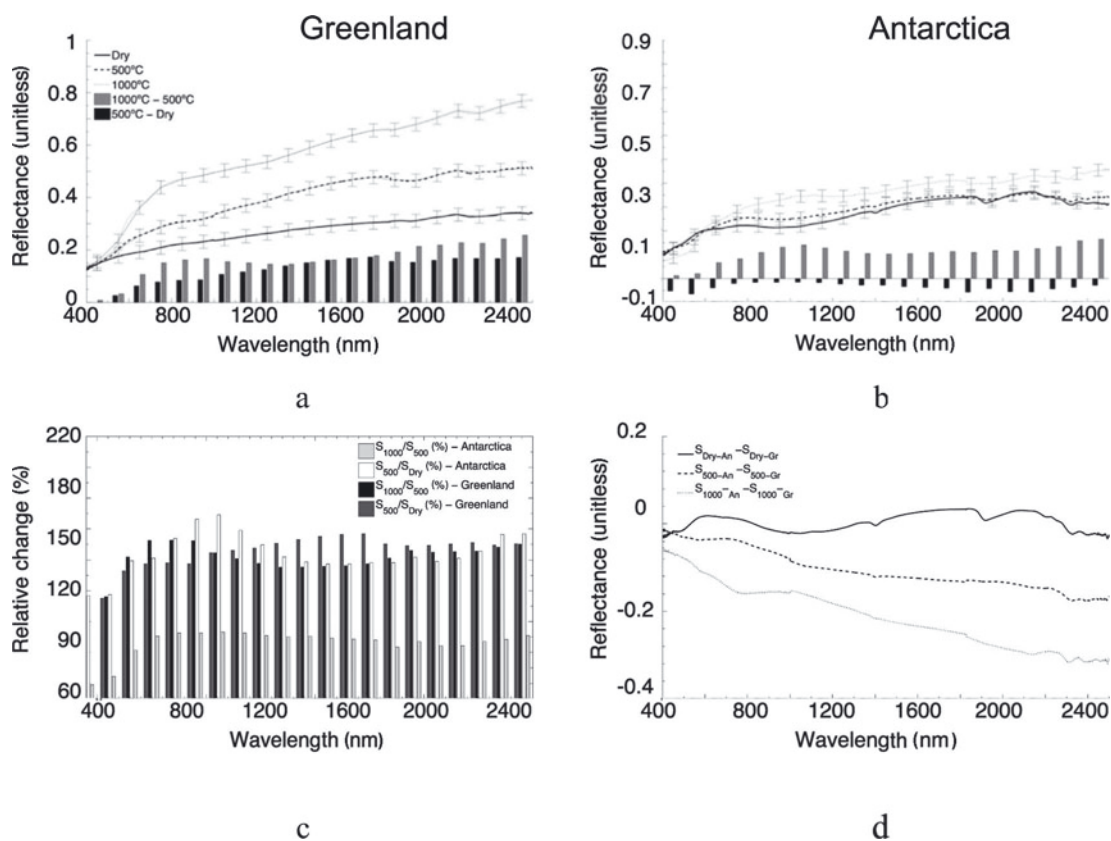 Greenland
Reflectance (unitless)
1
0.8
0.6
0.4
0.2
0
Dry
500°C
1000°C
1000°C – 500°C
500°C – Dry
400 800 1200 1600 2000 2400
Wavelength (nm)
a
Antarctica
Reflectance (unitless)
0.9
0.7
0.5
0.3
0.1
-0.1
400 800 1200 1600 2000 2400
Wavelength (nm)
b
Relative change (%)
220
180
150
120
90
60
S1000/S500 (%) – Antarctica
S500/SDry (%) – Antarctica
S1000/S500 (%) – Greenland
S500/SDry (%) – Greenland
400 800 1200 1600 2000 2400
Wavelength (nm)
c
Reflectance (unitless)
0.2
0
-0.2
-0.4
SDry–An –SDry–Gr
S500–An –S500–Gr
S1000–An –S1000–Gr
400 800 1200 1600 2000 2400
Wavelength (nm)
d